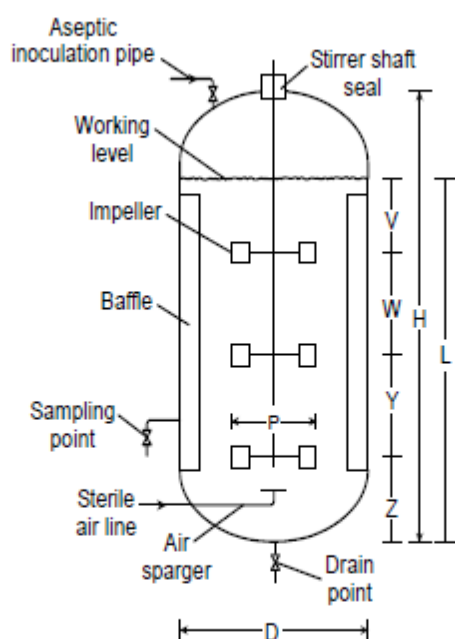 Aseptic
inoculation pipe
Stirrer shaft
seal
Working
level
Impeller
V
Baffle
W
H
L
Sampling
point
P
Y
Sterile
air line
Z
Air
sparger
Drain
point
D